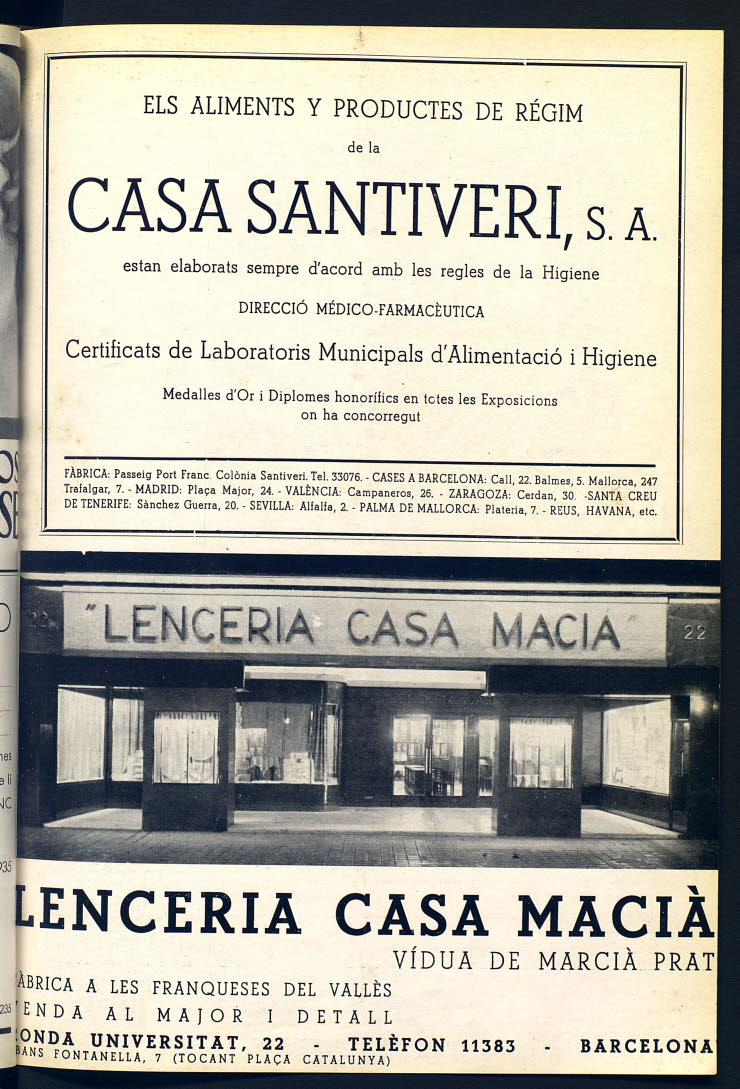 ELS ALIMENTS Y PRODUCTES DE RÉGIM
de la
CASA SANTIVERI, S. A.
estan elaborats sempre d'acord amb les regles de la Higiene
DIRECCIÓ MÉDICO-FARMACÈUTICA
Certificats de Laboratoris Municipals d'Alimentació i Higiene
Medalles d'Or i Diplomes honorífics en totes les Exposicions
on ha concorregut
FÀBRICA: Passeig Port Franc. Colònia Santiveri. Tel. 33076. - CASES A BARCELONA: Call, 22. Balmes, 5. Mallorca, 247
Trafalgar, 7. - MADRID: Plaça Major, 24. - VALÈNCIA: Campaneros, 26. - ZARAGOZA: Cerdan, 30. -SANTA CREU
DE TENERIFE: Sànchez Guerra, 20. - SEVILLA: Alfalfa, 2. - PALMA DE MALLORCA: Plateria, 7. - REUS, HAVANA, etc.
22 "LENCERIA CASA MACIA" 22
LENCERIA CASA MACIÀ
VÍDUA DE MARCIÀ PRAT
ÀBRICA A LES FRANQUESES DEL VALLÈS
ENDA AL MAJOR I DETALL
ONDA UNIVERSITAT, 22 - TELÈFON 11383 - BARCELONA
BANS FONTANELLA, 7 (TOCANT PLAÇA CATALUNYA)